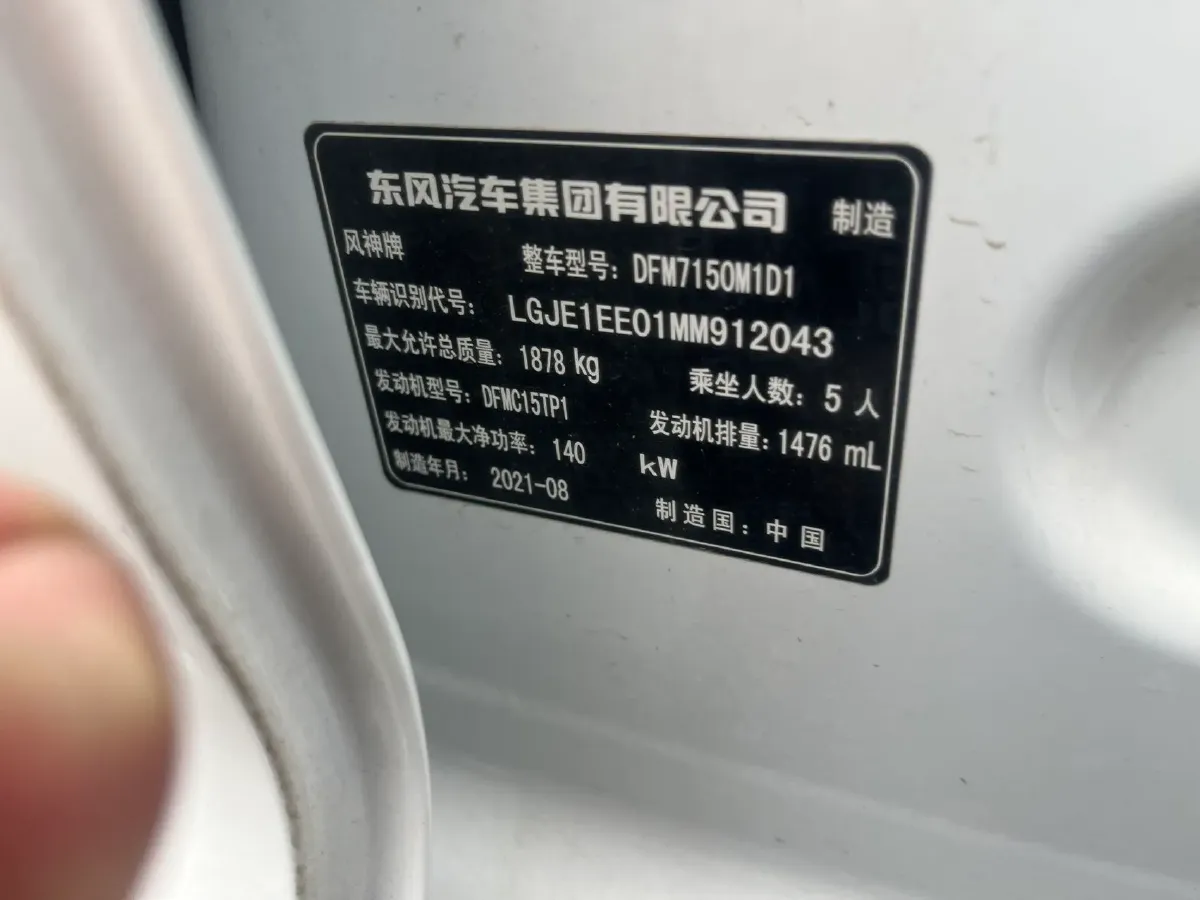 东风汽车集团有限公司 制造
风神牌 整车型号：DFM7150M1D1
车辆识别代号：LGJE1EE01MM912043
最大允许总质量：1878 kg 乘坐人数：5 人
发动机型号：DFMC15TP1 发动机排量：1476 mL
发动机最大净功率：140 kW
制造年月：2021-08 制造国：中国